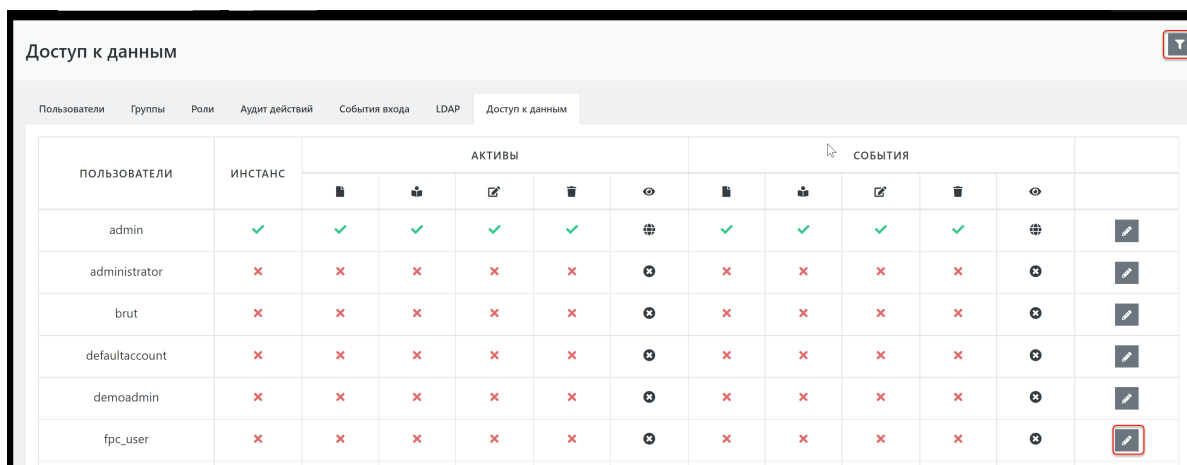 Доступ к данным
Пользователи Группы Роли Аудит действий События входа LDAP Доступ к данным
ПОЛЬЗОВАТЕЛИ ИНСТАНС АКТИВЫ СОБЫТИЯ
admin
administrator
brut
defaultaccount
demoadmin
fpc_user